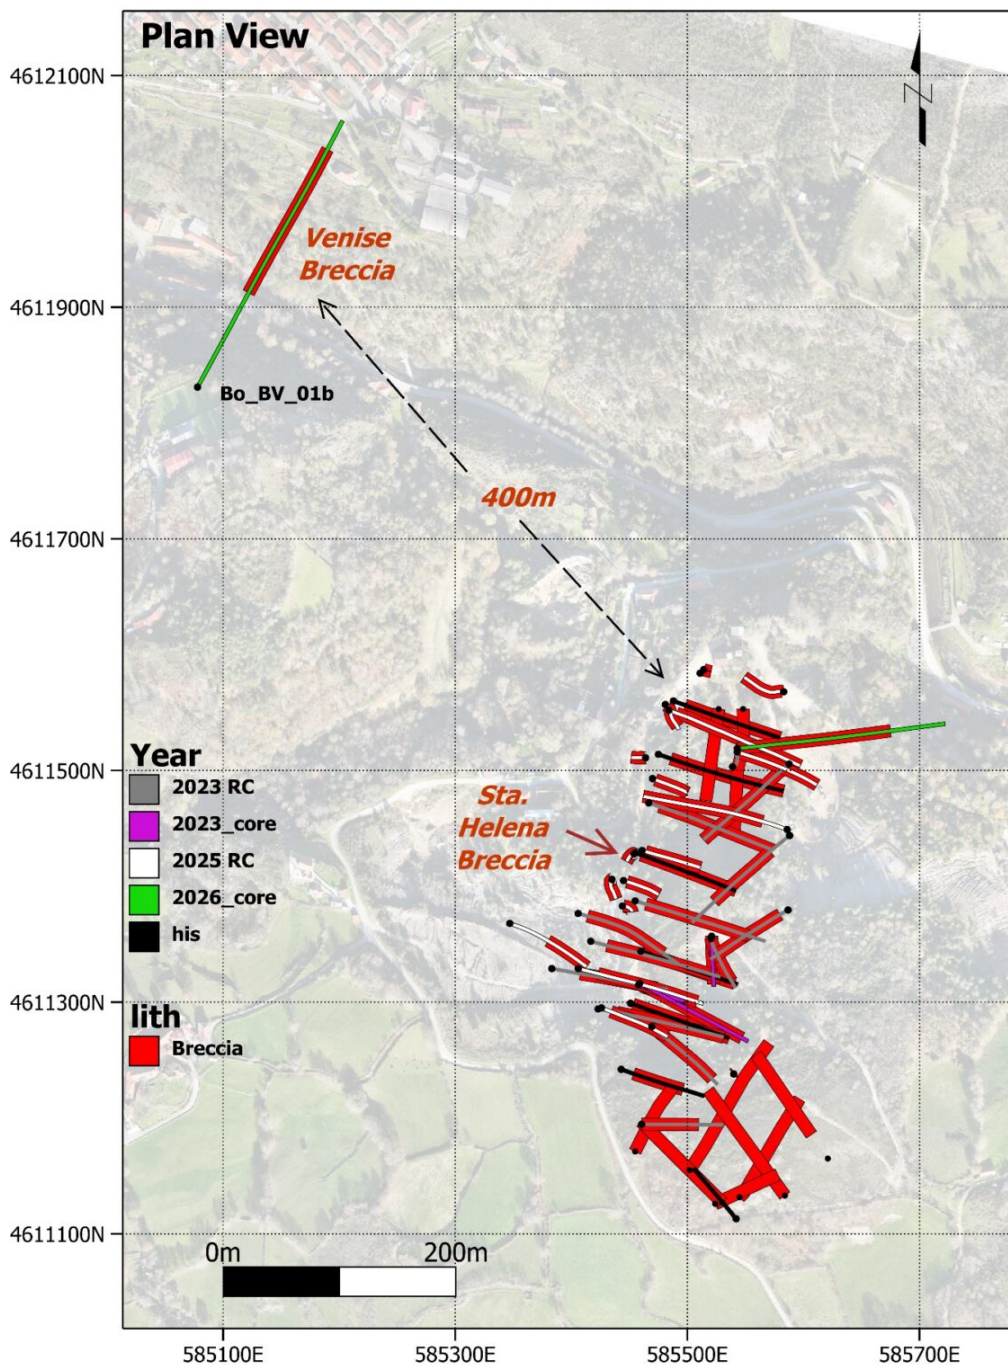 Plan View
4612100N
Z
Venise
Breccia
4611900N
Bo_BV_01b
400m
4611700N
Year
2023 RC
2023_core
2025 RC
2026_core
his
lith
Breccia
4611500N
Sta.
Helena
Breccia
4611300N
4611100N
0m 200m
585100E 585300E 585500E 585700E